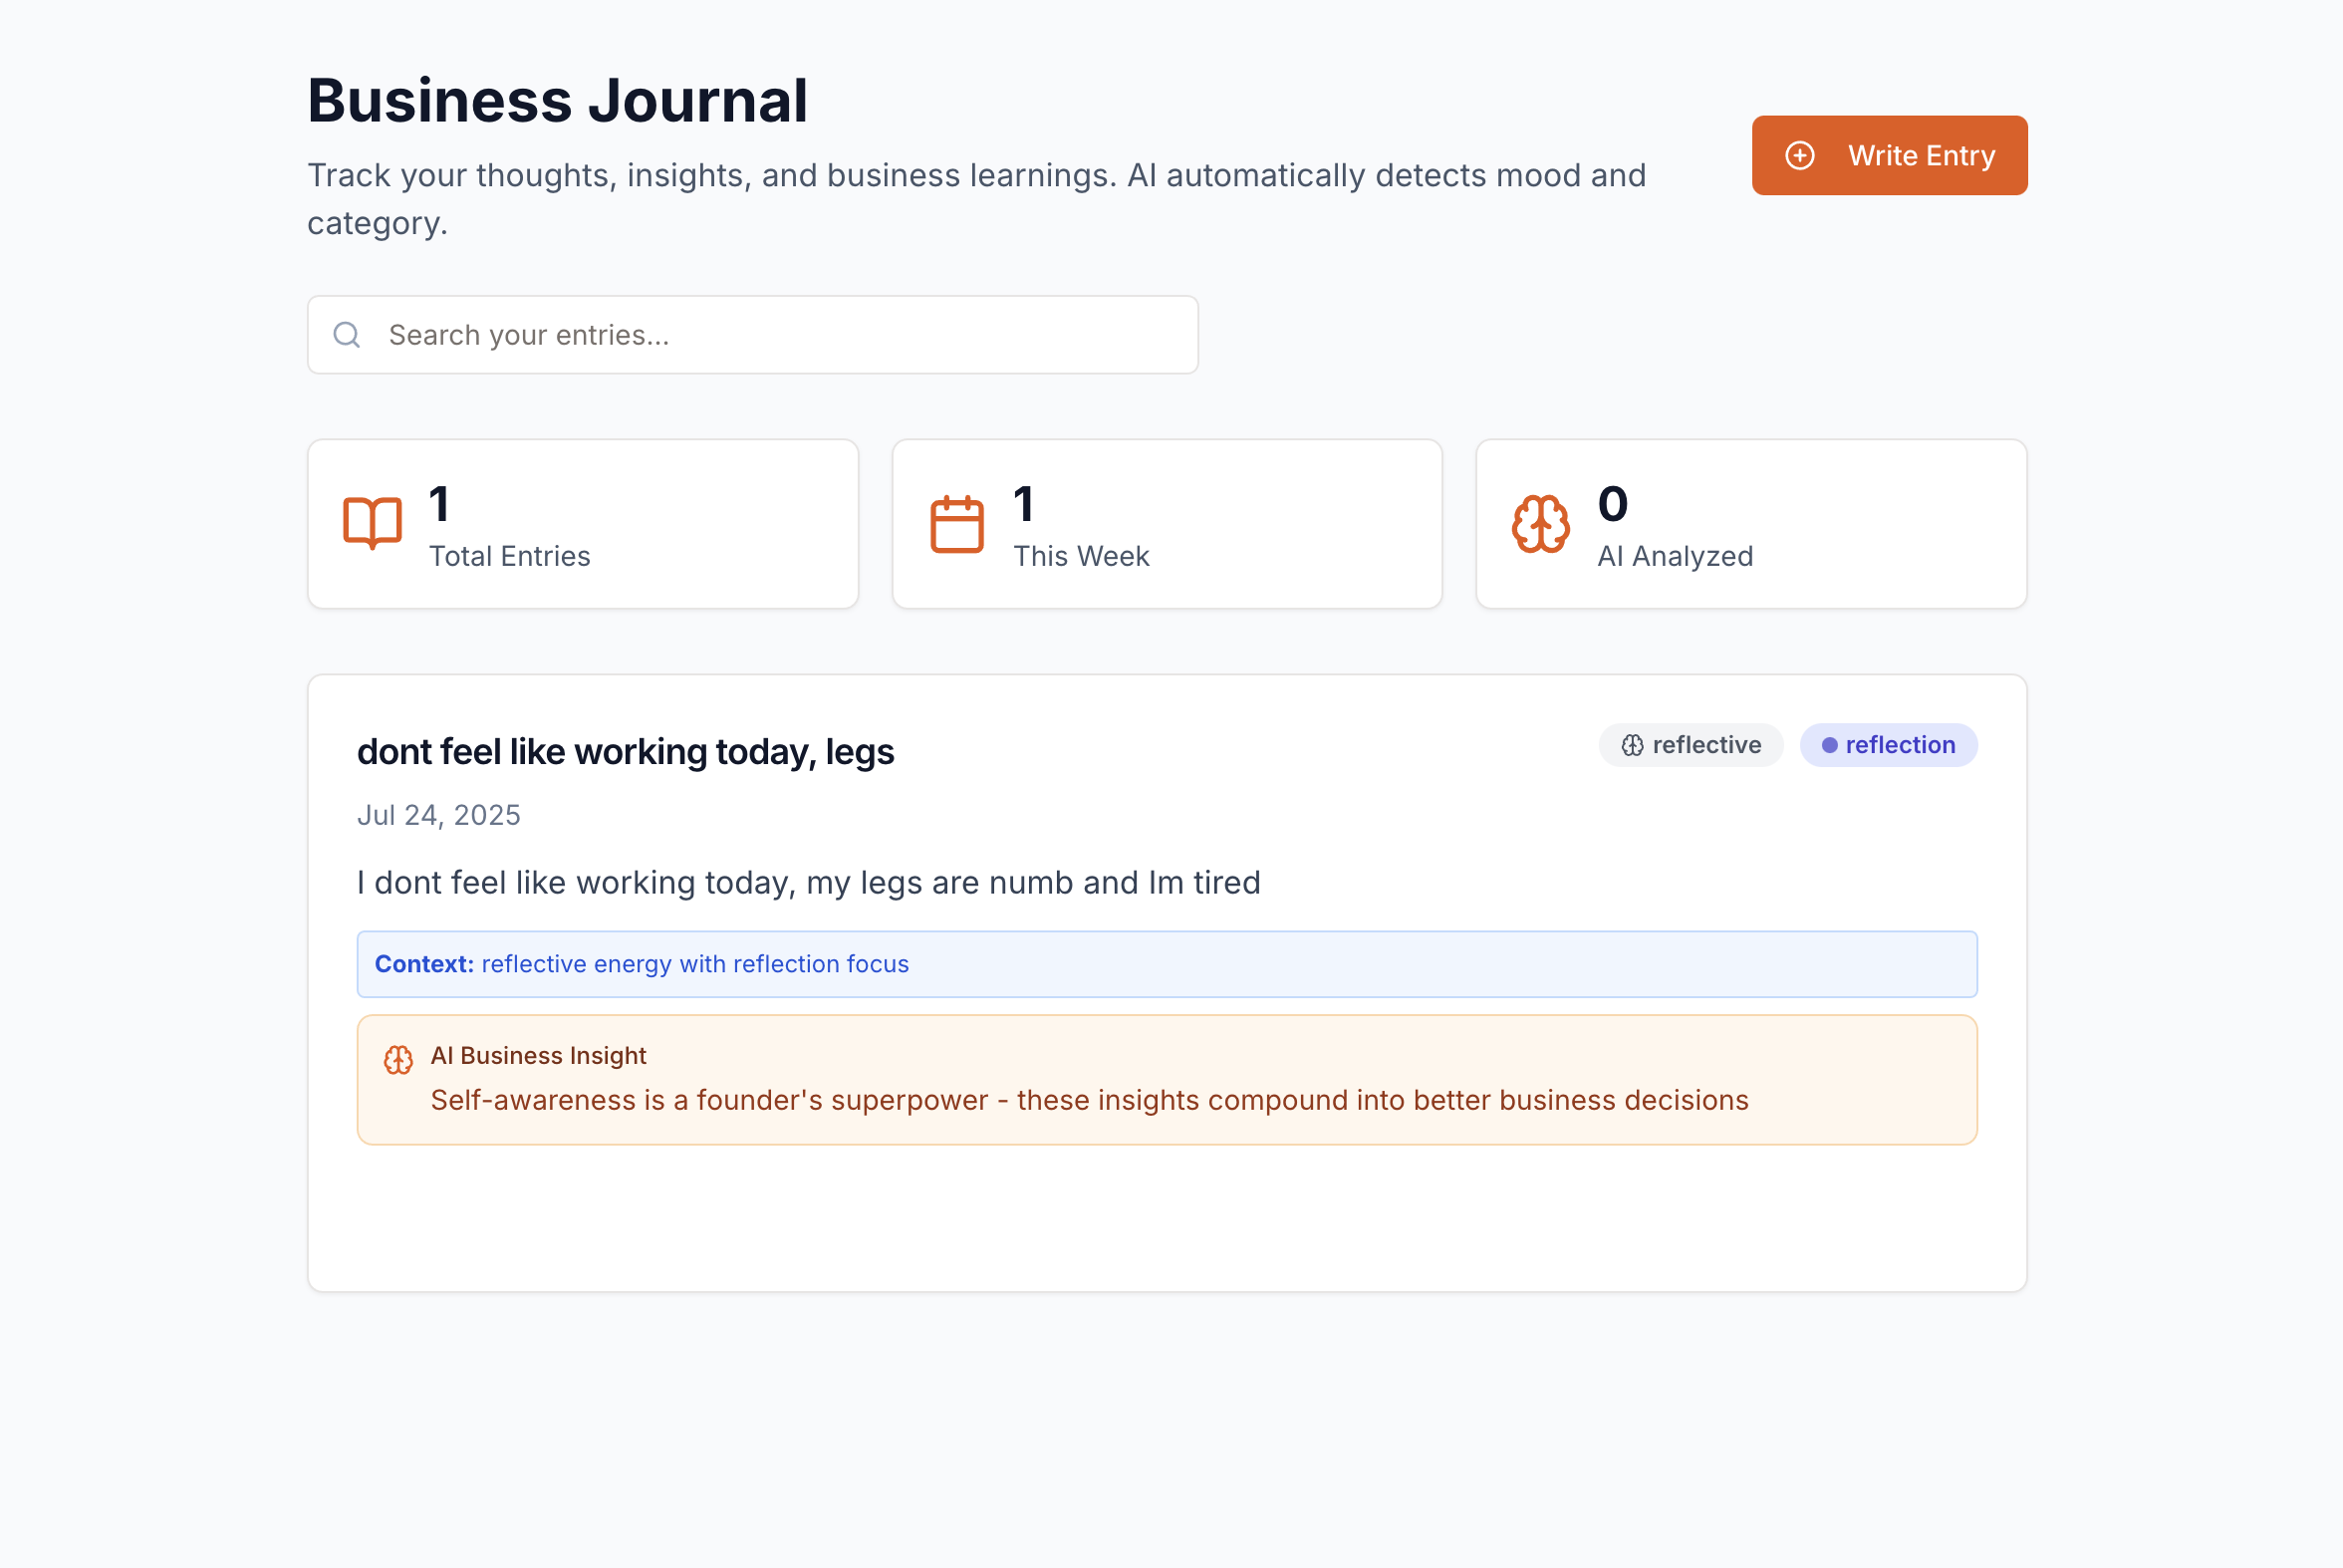 Business Journal
Track your thoughts, insights, and business learnings. AI automatically detects mood and
category.
Write Entry
Search your entries...
1
Total Entries
1
This Week
0
AI Analyzed
dont feel like working today, legs
reflective
reflection
Jul 24, 2025
I dont feel like working today, my legs are numb and Im tired
Context: reflective energy with reflection focus
AI Business Insight
Self-awareness is a founder's superpower - these insights compound into better business decisions